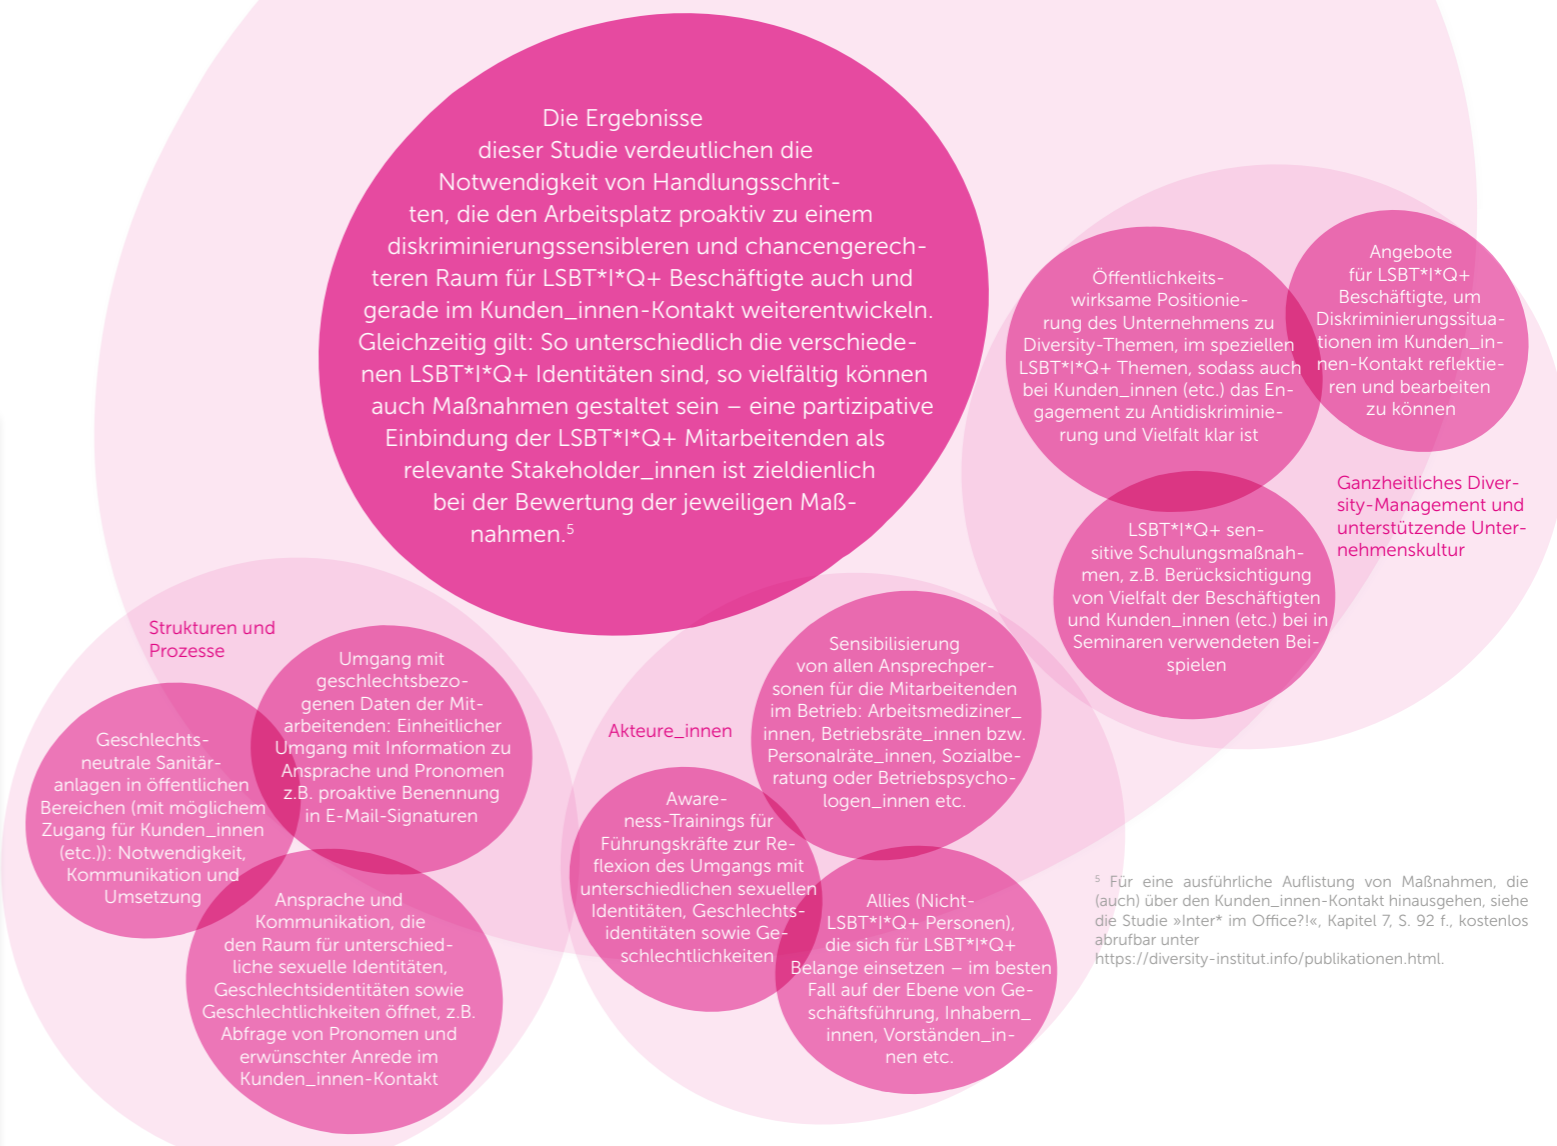 Die Ergebnisse
dieser Studie verdeutlichen die
Notwendigkeit von Handlungsschrit-
ten, die den Arbeitsplatz proaktiv zu einem
diskriminierungssensibleren und chancengerech-
teren Raum für LSBT*I*Q+ Beschäftigte auch und
gerade im Kunden_innen-Kontakt weiterentwickeln.
Gleichzeitig gilt: So unterschiedlich die verschiede-
nen LSBT*I*Q+ Identitäten sind, so vielfältig können
auch Maßnahmen gestaltet sein – eine partizipative
Einbindung der LSBT*I*Q+ Mitarbeitenden als
relevante Stakeholder_innen ist zieldienlich
bei der Bewertung der jeweiligen Maß-
nahmen.⁵
Strukturen und
Prozesse
Geschlechts-
neutrale Sanitär-
anlagen in öffentlichen
Bereichen (mit möglichem
Zugang für Kunden_innen
(etc.)): Notwendigkeit,
Kommunikation und
Umsetzung
Umgang mit
geschlechtsbezo-
genen Daten der Mit-
arbeitenden: Einheitlicher
Umgang mit Information zu
Ansprache und Pronomen
z.B. proaktive Benennung
in E-Mail-Signaturen
Ansprache und
Kommunikation, die
den Raum für unterschied-
liche sexuelle Identitäten,
Geschlechtsidentitäten sowie
Geschlechtlichkeiten öffnet, z.B.
Abfrage von Pronomen und
erwünschter Anrede im
Kunden_innen-Kontakt
Akteure_innen
Sensibilisierung
von allen Ansprechper-
sonen für die Mitarbeitenden
im Betrieb: Arbeitsmediziner_
innen, Betriebsräte_innen bzw.
Personalräte_innen, Sozialbe-
ratung oder Betriebspsycho-
logen_innen etc.
Aware-
ness-Trainings für
Führungskräfte zur Re-
flexion des Umgangs mit
unterschiedlichen sexuellen
Identitäten, Geschlechts-
identitäten sowie Ge-
schlechtlichkeiten
Allies (Nicht-
LSBT*I*Q+ Personen),
die sich für LSBT*I*Q+
Belange einsetzen – im besten
Fall auf der Ebene von Ge-
schäftsführung, Inhabern_
innen, Vorständen_in-
nen etc.
Öffentlichkeits-
wirksame Positionie-
rung des Unternehmens zu
Diversity-Themen, im speziellen
LSBT*I*Q+ Themen, sodass auch
bei Kunden_innen (etc.) das En-
gagement zu Antidiskriminie-
rung und Vielfalt klar ist
Angebote
für LSBT*I*Q+
Beschäftigte, um
Diskriminierungssitua-
tionen im Kunden_in-
nen-Kontakt reflektie-
ren und bearbeiten
zu können
LSBT*I*Q+ sen-
sitive Schulungsmaßnah-
men, z.B. Berücksichtigung
von Vielfalt der Beschäftigten
und Kunden_innen (etc.) bei in
Seminaren verwendeten Bei-
spielen
Ganzheitliches Diver-
sity-Management und
unterstützende Unter-
nehmenskultur
⁵ Für eine ausführliche Auflistung von Maßnahmen, die
(auch) über den Kunden_innen-Kontakt hinausgehen, siehe
die Studie »Inter* im Office?!«, Kapitel 7, S. 92 f., kostenlos
abrufbar unter
https://diversity-institut.info/publikationen.html.